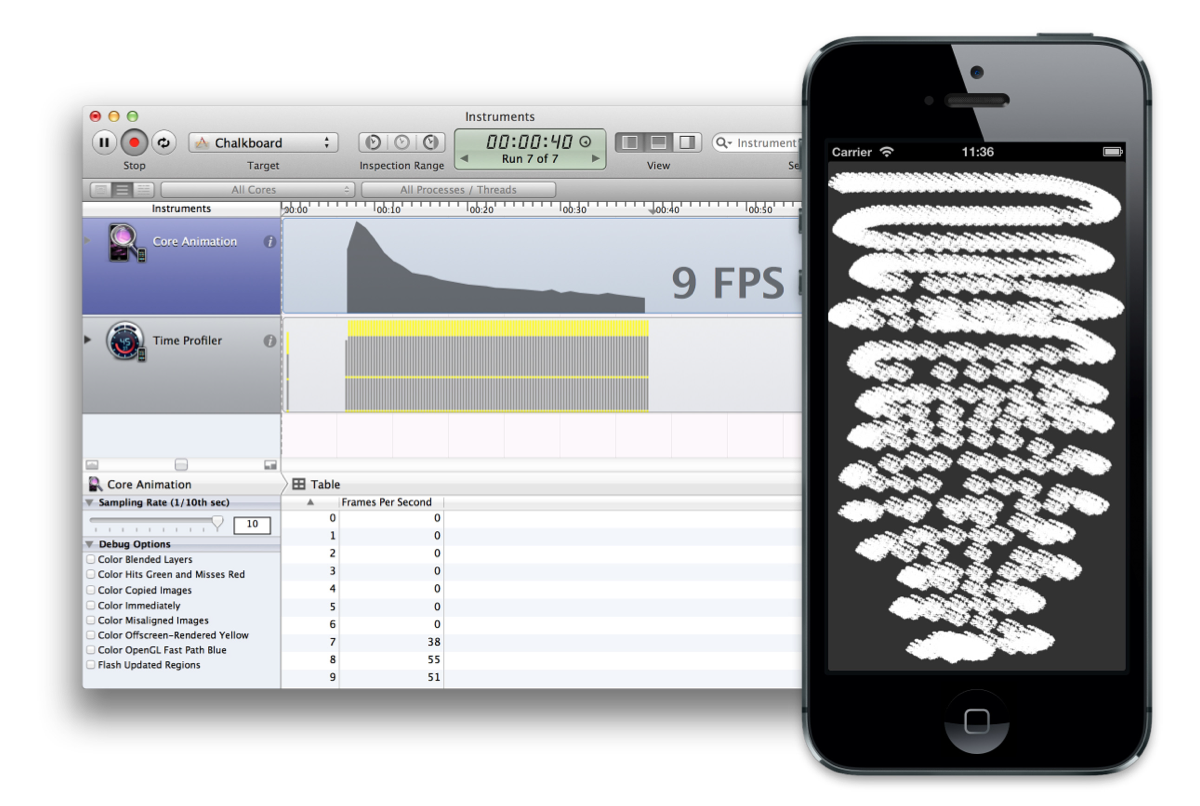 Instruments
Chalkboard
00:00:40
Run 7 of 7
Instrument
Stop
Target
Inspection Range
View
All Cores
All Processes / Threads
Instruments
00:00
00:10
00:20
00:30
00:40
00:50
Core Animation
9 FPS
Time Profiler
45
Core Animation
Table
Sampling Rate (1/10th sec)
10
Debug Options
Color Blended Layers
Color Hits Green and Misses Red
Color Copied Images
Color Immediately
Color Misaligned Images
Color Offscreen-Rendered Yellow
Color OpenGL Fast Path Blue
Flash Updated Regions
Frames Per Second
0 0
1 0
2 0
3 0
4 0
5 0
6 0
7 38
8 55
9 51
Carrier 11:36